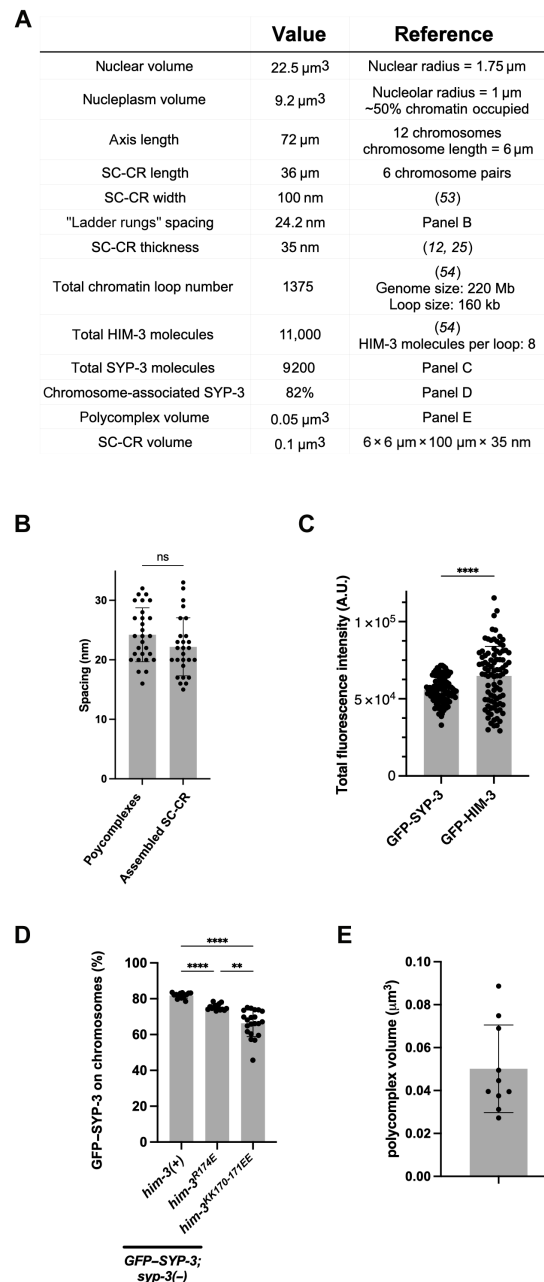 A
Value Reference
Nuclear volume 22.5 µm3 Nuclear radius = 1.75 µm
Nucleplasm volume 9.2 µm3 Nucleolar radius = 1 µm
~50% chromatin occupied
Axis length 72 µm 12 chromosomes
chromosome length = 6 µm
SC-CR length 36 µm 6 chromosome pairs
SC-CR width 100 nm (53)
"Ladder rungs" spacing 24.2 nm Panel B
SC-CR thickness 35 nm (12, 25)
Total chromatin loop number 1375 (54)
Genome size: 220 Mb
Loop size: 160 kb
Total HIM-3 molecules 11,000 (54)
HIM-3 molecules per loop: 8
Total SYP-3 molecules 9200 Panel C
Chromosome-associated SYP-3 82% Panel D
Polycomplex volume 0.05 µm3 Panel E
SC-CR volume 0.1 µm3 6 × 6 µm × 100 µm × 35 nm
B
ns
Spacing (nm)
30
20
10
0
Poycomplexes
Assembled SC-CR
C
****
Total fluorescence intensity (A.U.)
1×10^5
5×10^4
0
GFP-SYP-3
GFP-HIM-3
D
****
**** **
GFP–SYP-3 on chromosomes (%)
100
80
60
40
20
0
him-3(+)
him-3R174E
him-3KK170-171EE
GFP–SYP-3;
syp-3(–)
E
polycomplex volume (µm3)
0.10
0.08
0.06
0.04
0.02
0.00